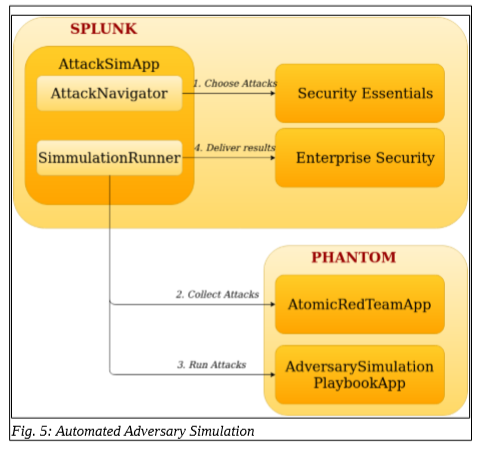 SPLUNK
AttackSimApp
AttackNavigator
1. Choose Attacks
Security Essentials
SimmulationRunner
4. Deliver results
Enterprise Security
PHANTOM
2. Collect Attacks
AtomicRedTeamApp
3. Run Attacks
AdversarySimulation
PlaybookApp
Fig. 5: Automated Adversary Simulation